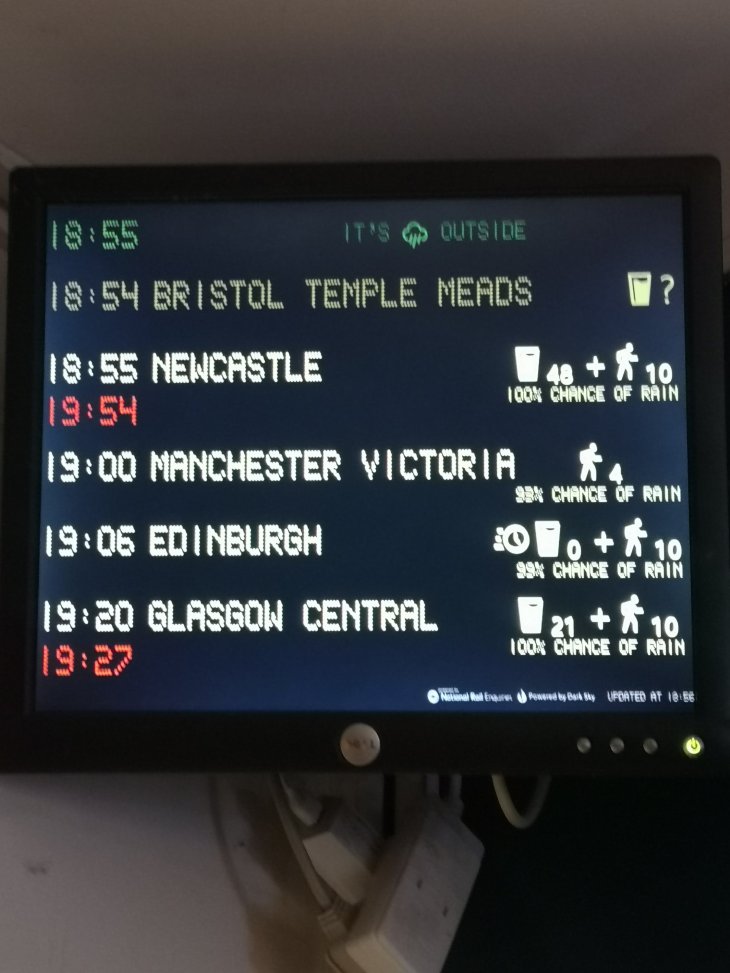 18:55 IT'S OUTSIDE
18:54 BRISTOL TEMPLE MEADS ?
18:55 NEWCASTLE 48 + 10
19:54 100% CHANCE OF RAIN
19:00 MANCHESTER VICTORIA 4
93% CHANCE OF RAIN
19:06 EDINBURGH 0 + 10
99% CHANCE OF RAIN
19:20 GLASGOW CENTRAL 21 + 10
19:27 100% CHANCE OF RAIN
National Rail Enquiries Powered by Dark Sky UPDATED AT